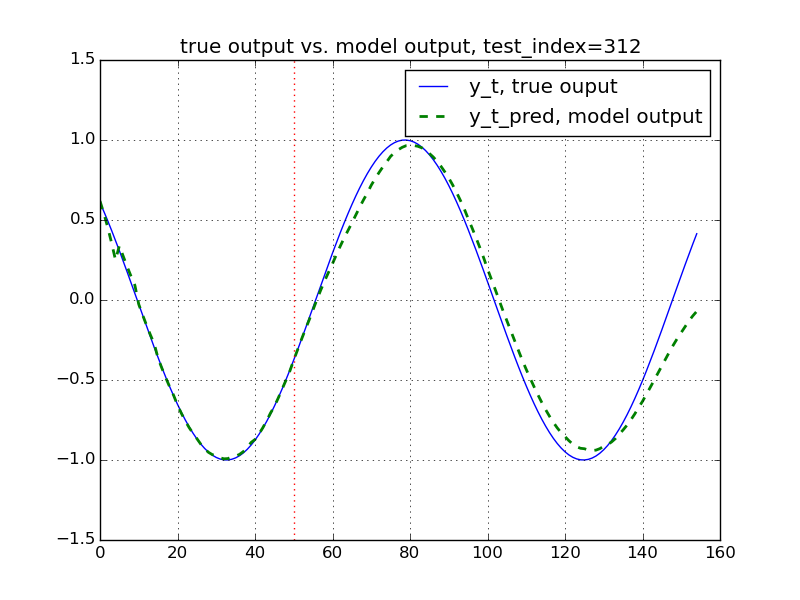 true output vs. model output, test_index=312
y_t, true ouput
y_t_pred, model output
1.5
1.0
0.5
0.0
−0.5
−1.0
−1.5
0 20 40 60 80 100 120 140 160